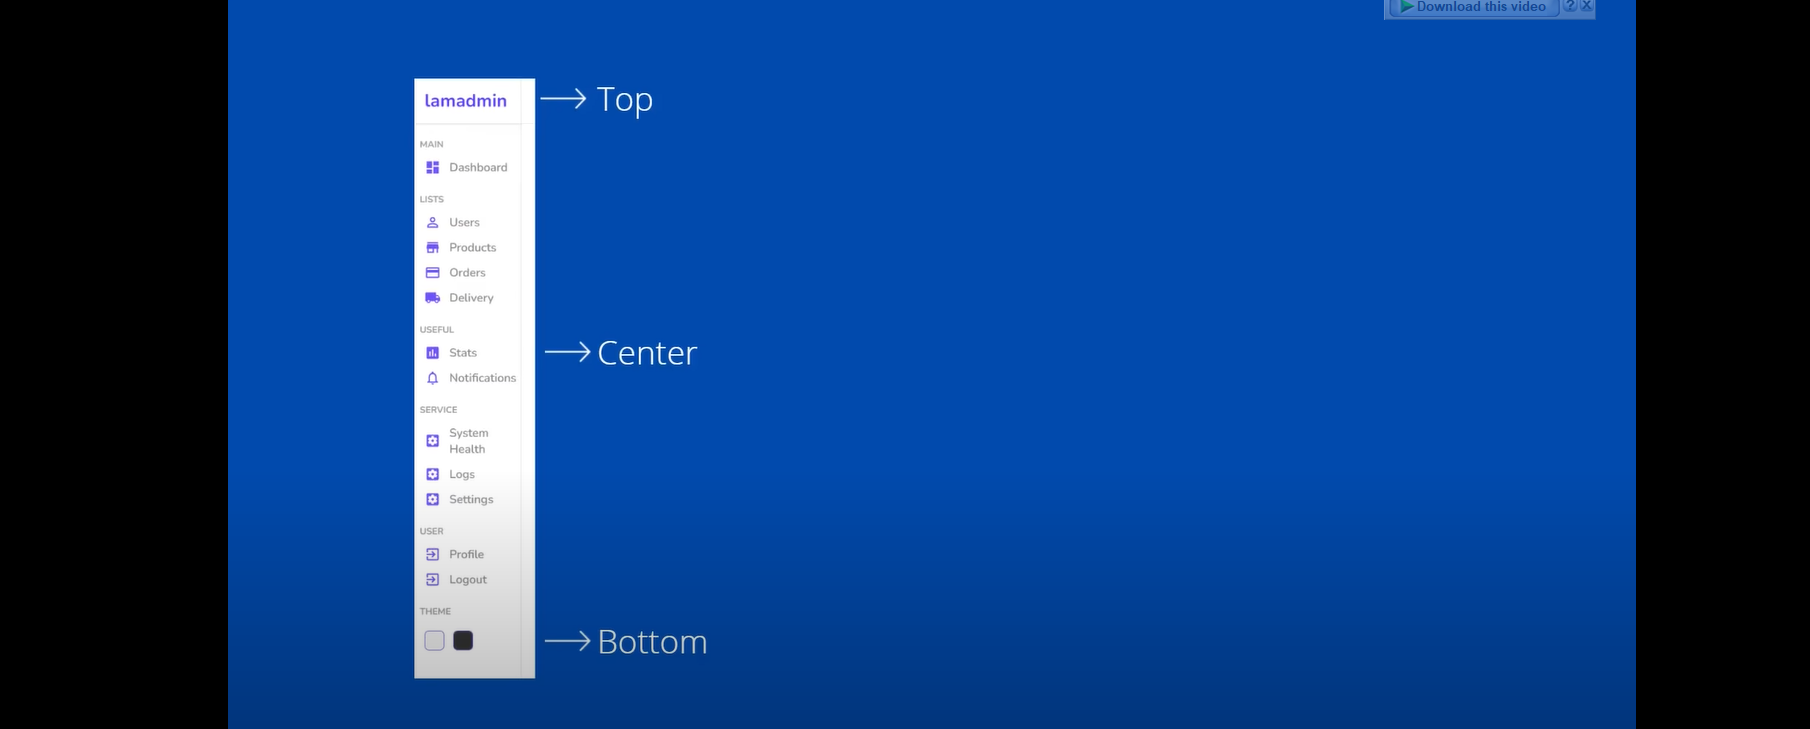 Download this video ? X
lamadmin
Top
MAIN
Dashboard
LISTS
Users
Products
Orders
Delivery
USEFUL
Stats
Center
Notifications
SERVICE
System
Health
Logs
Settings
USER
Profile
Logout
THEME
Bottom